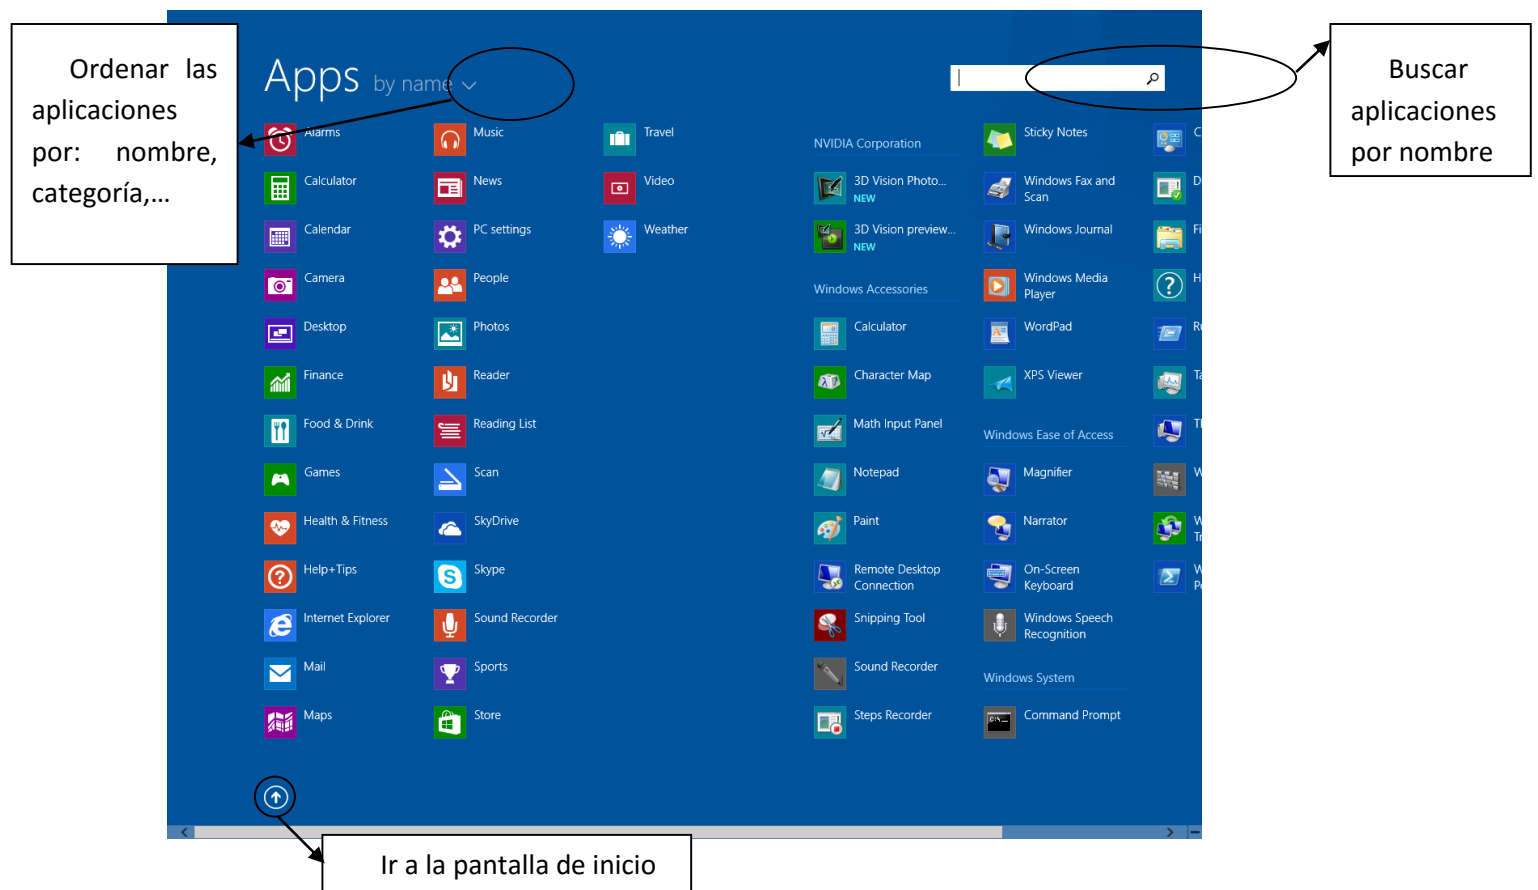 Ordenar las
aplicaciones
por: nombre,
categoría,...
Apps by name
Buscar
aplicaciones
por nombre
Alarms
Calculator
Calendar
Camera
Desktop
Finance
Food & Drink
Games
Health & Fitness
Help+Tips
Internet Explorer
Mail
Maps
Music
News
PC settings
People
Photos
Reader
Reading List
Scan
SkyDrive
Skype
Sound Recorder
Sports
Store
Travel
Video
Weather
NVIDIA Corporation
3D Vision Photo...
NEW
3D Vision preview...
NEW
Windows Accessories
Calculator
Character Map
Math Input Panel
Notepad
Paint
Remote Desktop
Connection
Snipping Tool
Sound Recorder
Steps Recorder
Sticky Notes
Windows Fax and
Scan
Windows Journal
Windows Media
Player
WordPad
XPS Viewer
Windows Ease of Access
Magnifier
Narrator
On-Screen
Keyboard
Windows Speech
Recognition
Windows System
Command Prompt
Ir a la pantalla de inicio